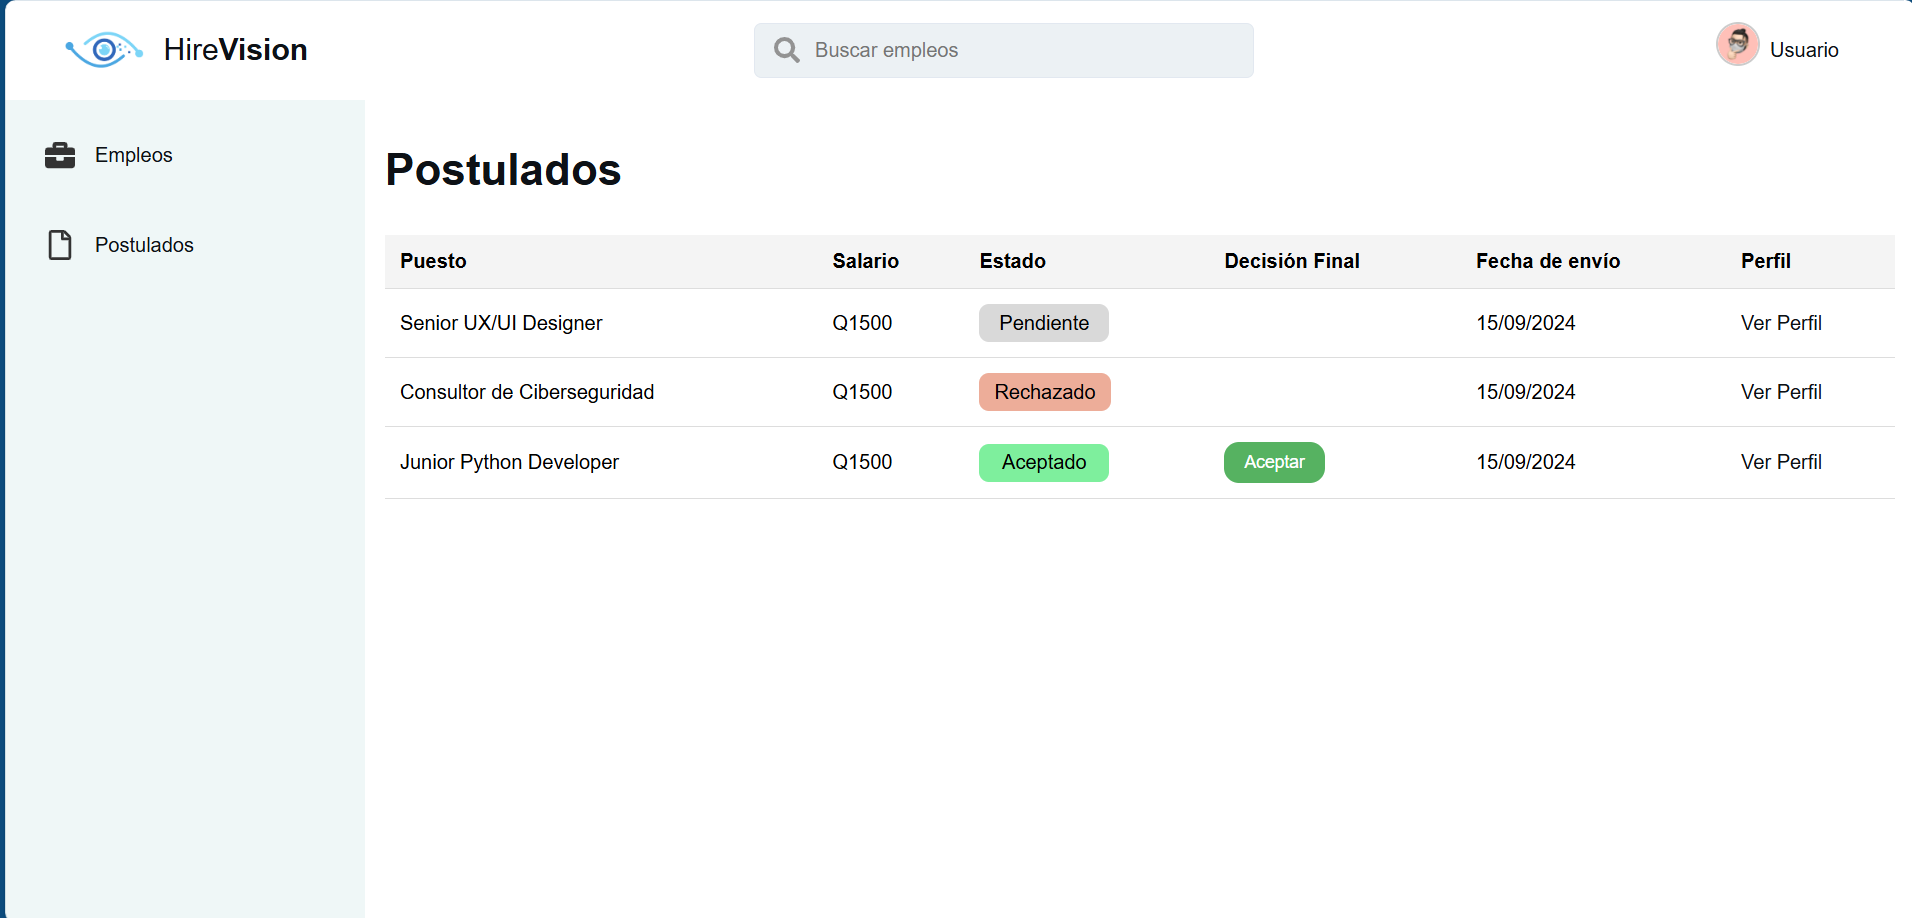 HireVision
Buscar empleos
Usuario
Empleos
Postulados
Postulados
Puesto Salario Estado Decisión Final Fecha de envío Perfil
Senior UX/UI Designer Q1500 Pendiente 15/09/2024 Ver Perfil
Consultor de Ciberseguridad Q1500 Rechazado 15/09/2024 Ver Perfil
Junior Python Developer Q1500 Aceptado Aceptar 15/09/2024 Ver Perfil